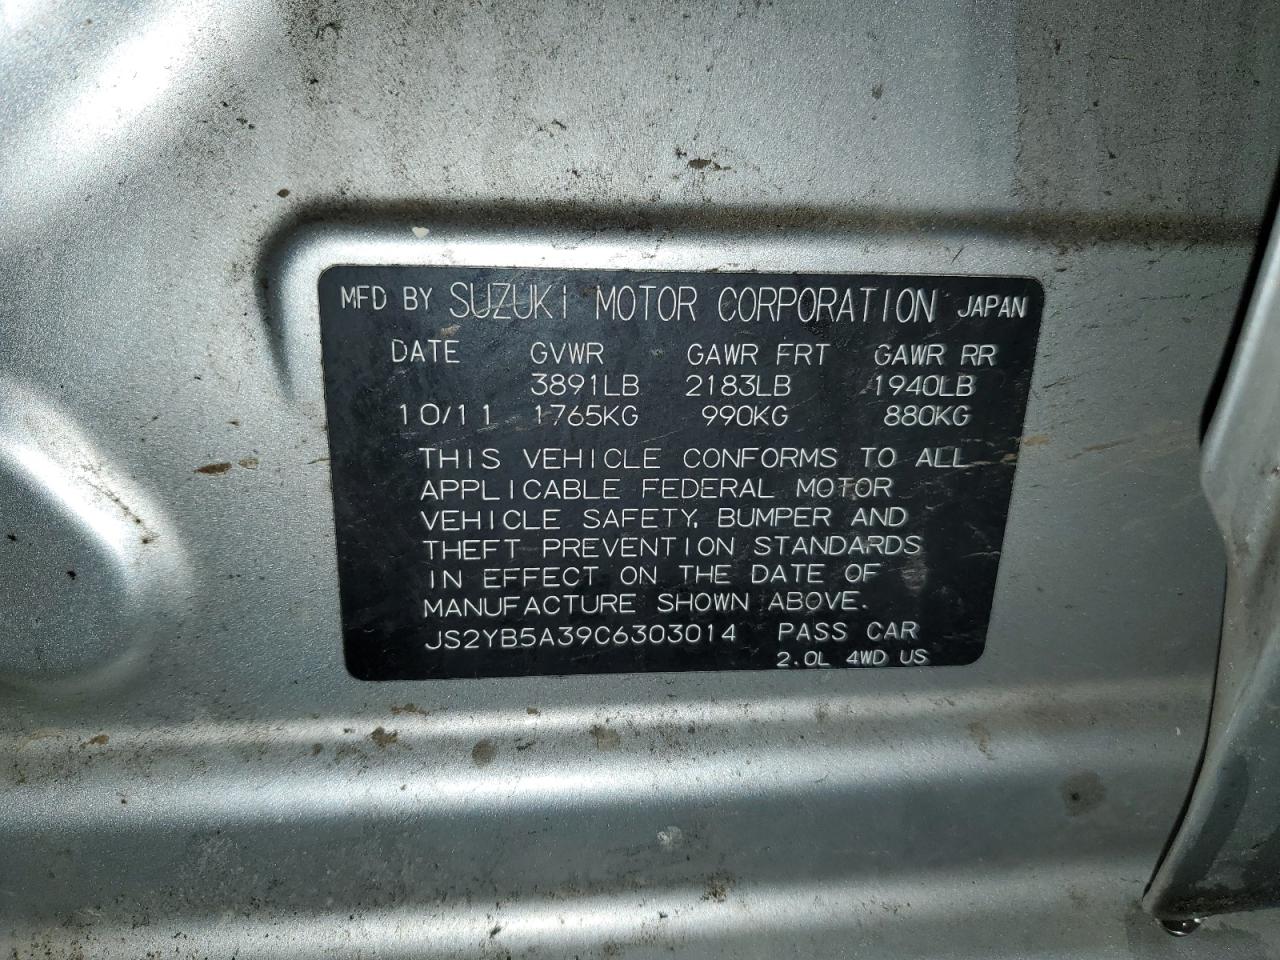 MFD BY SUZUKI MOTOR CORPORATION JAPAN
DATE GVWR GAWR FRT GAWR RR
3891LB 2183LB 1940LB
10/11 1765KG 990KG 880KG
THIS VEHICLE CONFORMS TO ALL
APPLICABLE FEDERAL MOTOR
VEHICLE SAFETY, BUMPER AND
THEFT PREVENTION STANDARDS
IN EFFECT ON THE DATE OF
MANUFACTURE SHOWN ABOVE.
JS2YB5A39C6303014 PASS CAR
2.0L 4WD US